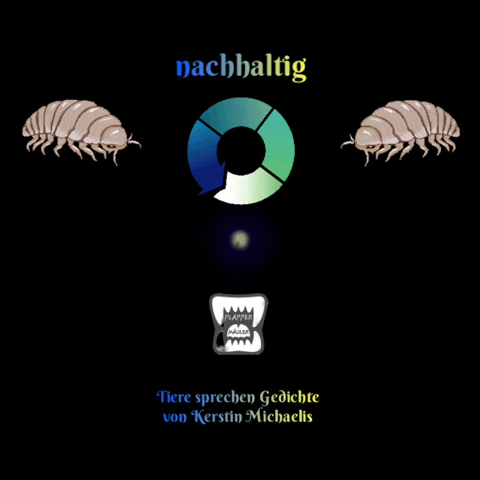 nachhaltig
PLAPPER
MÄULER
Tiere sprechen Gedichte
von Kerstin Michaelis